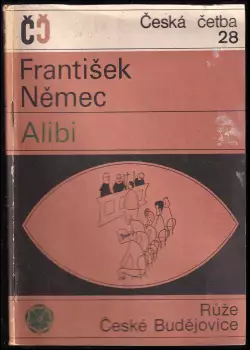 ČČ
Česká četba
28
František
Němec
Alibi
Růže
České Budějovice